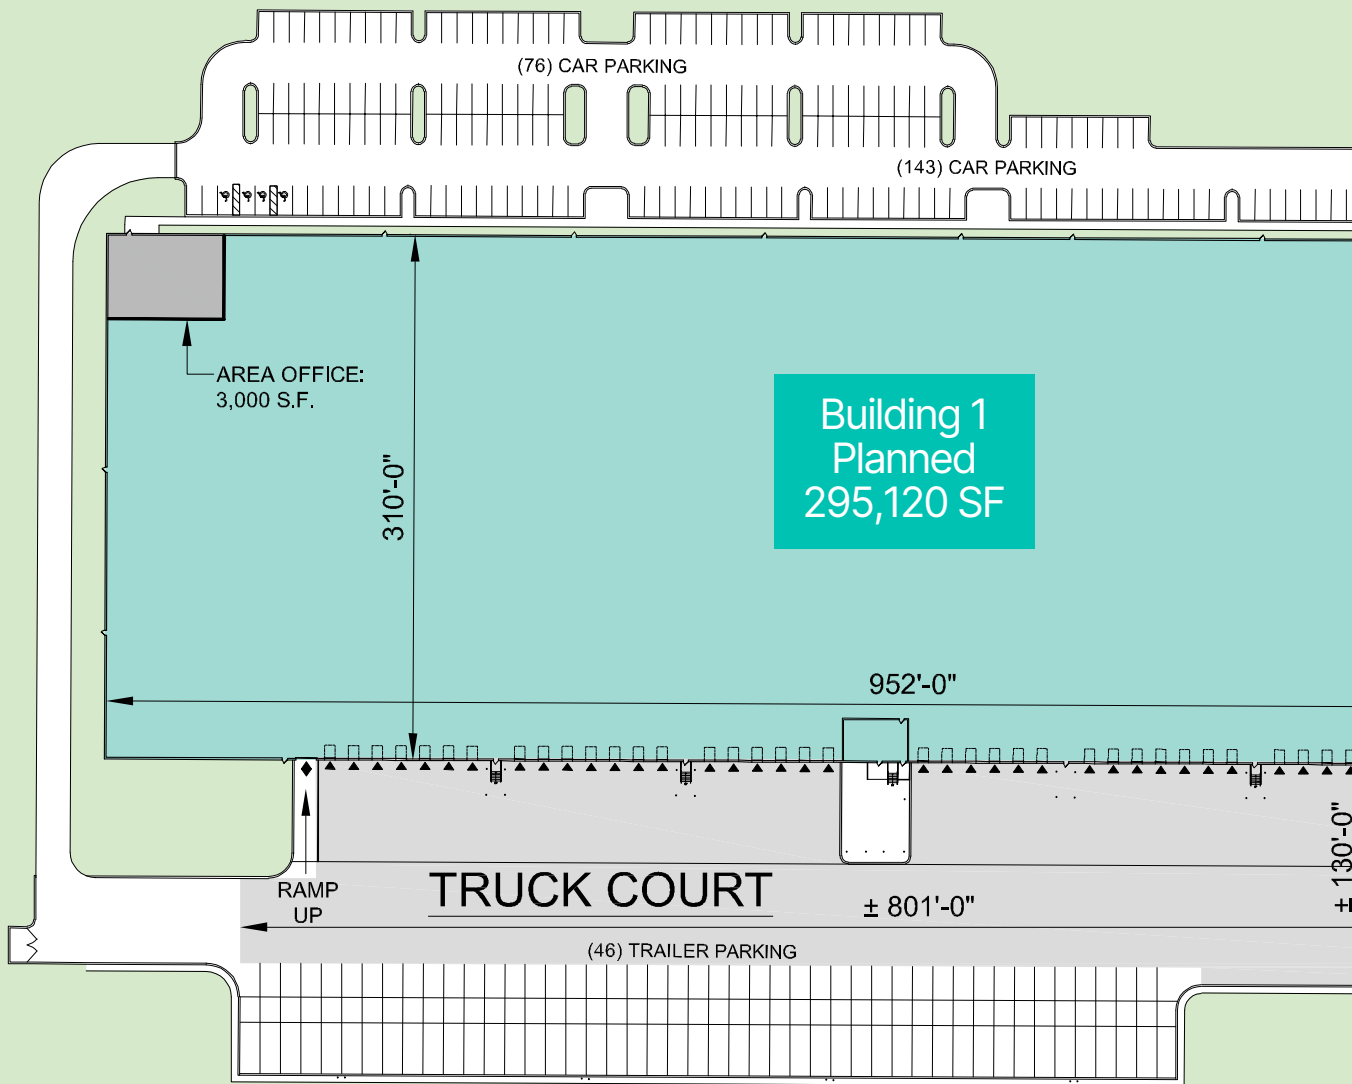 (76) CAR PARKING
(143) CAR PARKING
AREA OFFICE:
3,000 S.F.
310'-0"
Building 1
Planned
295,120 SF
952'-0"
RAMP
UP
TRUCK COURT
± 801'-0"
± 130'-0"
(46) TRAILER PARKING